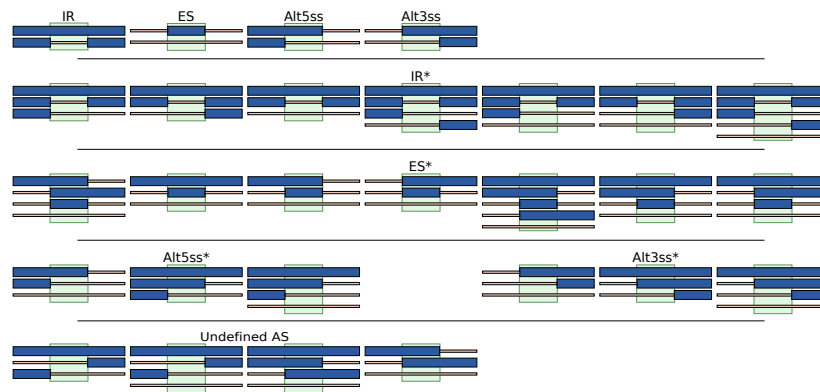 IR ES Alt5ss Alt3ss
IR*
ES*
Alt5ss* Alt3ss*
Undefined AS